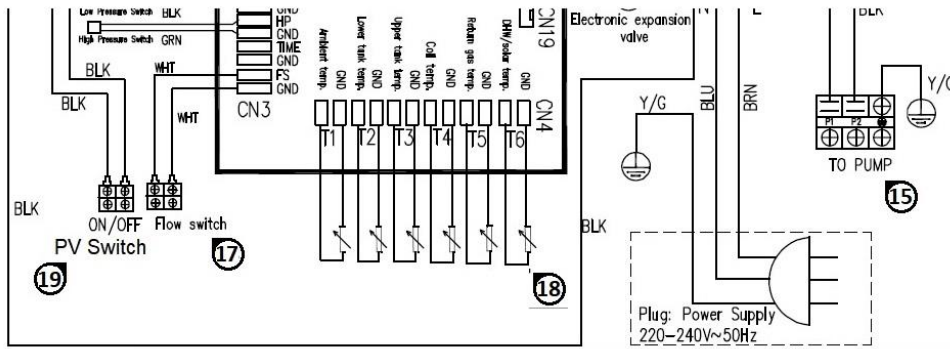 GND
Low Pressure Switch BLK
HP
GND
High Pressure Switch GRN
TIME
GND
FS
GND
CN3
BLK
WHT
BLK
WHT
Ambient temp.
GND
Lower tank temp.
GND
Upper tank temp.
GND
Coil temp.
GND
Return gas temp.
GND
DHW/solar temp.
GND
CN19
CN4
T1 T2 T3 T4 T5 T6
Electronic expansion
valve
N L
BLK
Y/G
BLU
BRN
Y/G
P1 P2
TO PUMP
15
BLK
ON/OFF Flow switch
PV Switch
17
19
18
BLK
Plug: Power Supply
220-240V~50Hz